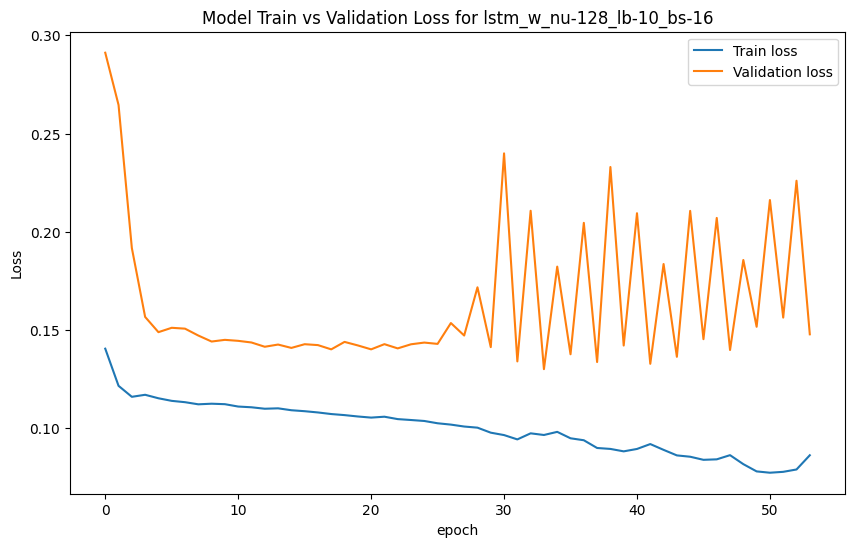 Model Train vs Validation Loss for lstm_w_nu-128_lb-10_bs-16
Train loss
Validation loss
0.30
0.25
0.20
0.15
0.10
Loss
0
10
20
30
40
50
epoch